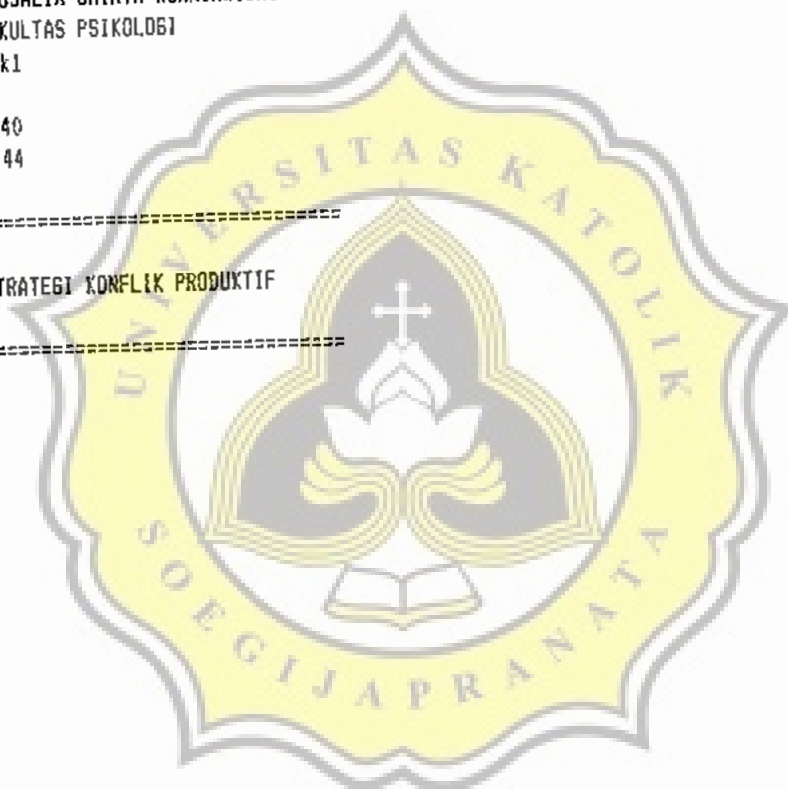 KULTAS PSIKOLOGI
k1
40
44
=====================================
TRATEGI KONFLIK PRODUKTIF
=====================================
UNIVERSITAS KATOLIK
SOEGIJAPRANATA